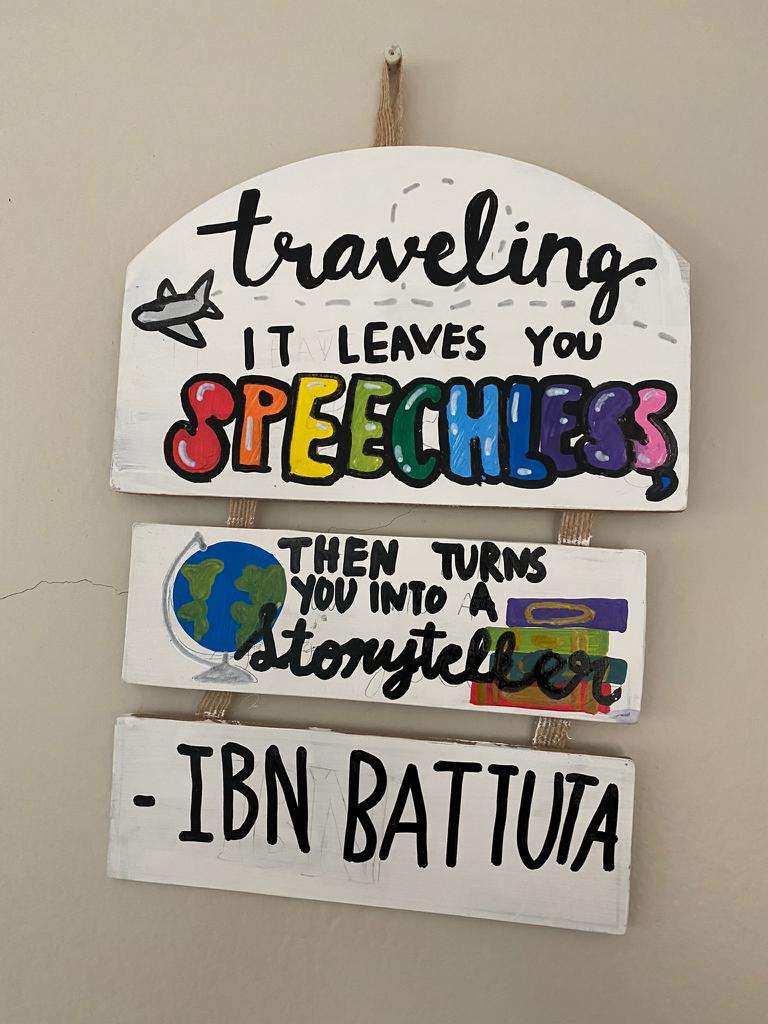 traveling.
IT LEAVES YOU
SPEECHLESS,
THEN TURNS
YOU INTO A
Storyteller
- IBN BATTUTA